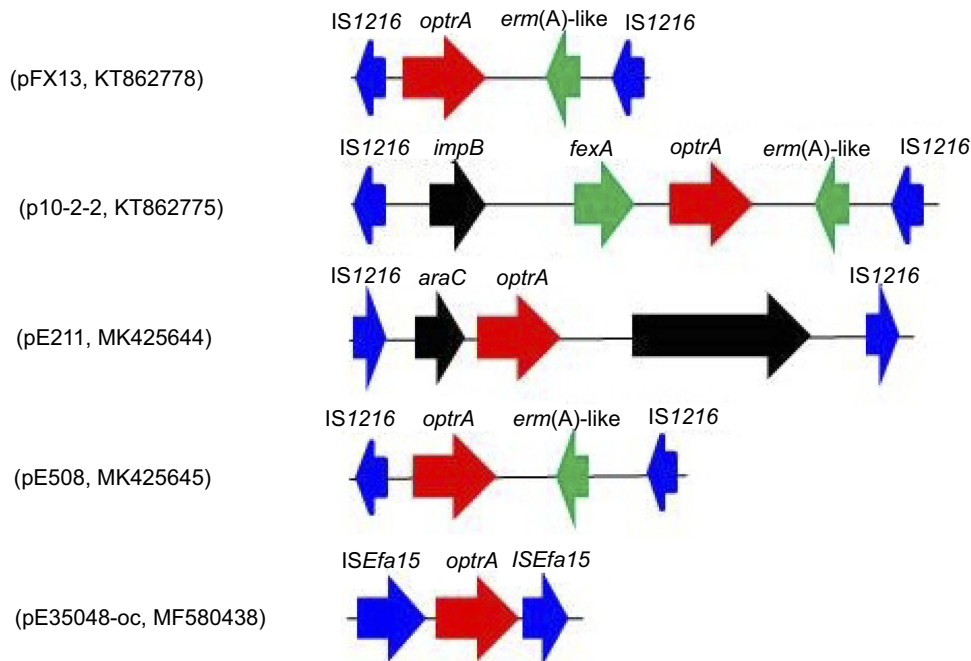 IS1216 optrA erm(A)-like IS1216
(pFX13, KT862778)
IS1216 impB fexA optrA erm(A)-like IS1216
(p10-2-2, KT862775)
IS1216 araC optrA IS1216
(pE211, MK425644)
IS1216 optrA erm(A)-like IS1216
(pE508, MK425645)
ISEfa15 optrA ISEfa15
(pE35048-oc, MF580438)